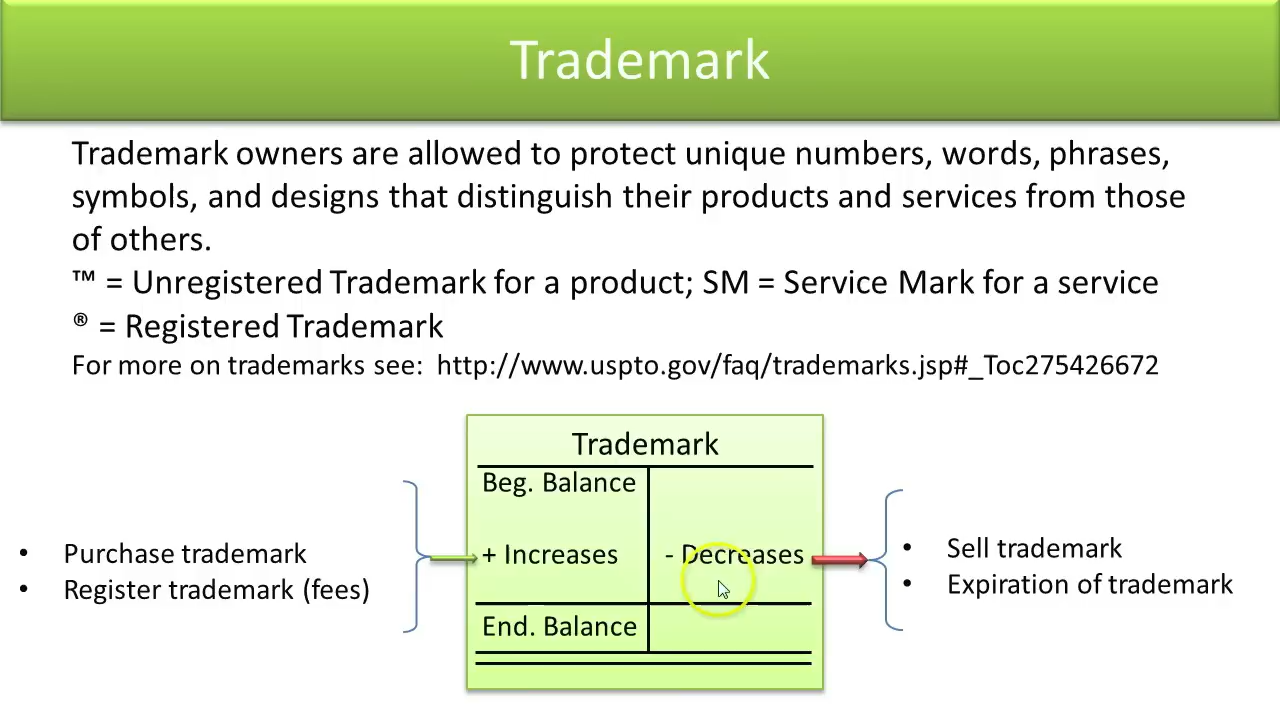 Trademark
Trademark owners are allowed to protect unique numbers, words, phrases,
symbols, and designs that distinguish their products and services from those
of others.
™ = Unregistered Trademark for a product; SM = Service Mark for a service
® = Registered Trademark
For more on trademarks see:  http://www.uspto.gov/faq/trademarks.jsp#_Toc275426672
Trademark
Beg. Balance
+ Increases
- Decreases
End. Balance
• Purchase trademark
• Register trademark (fees)
• Sell trademark
• Expiration of trademark